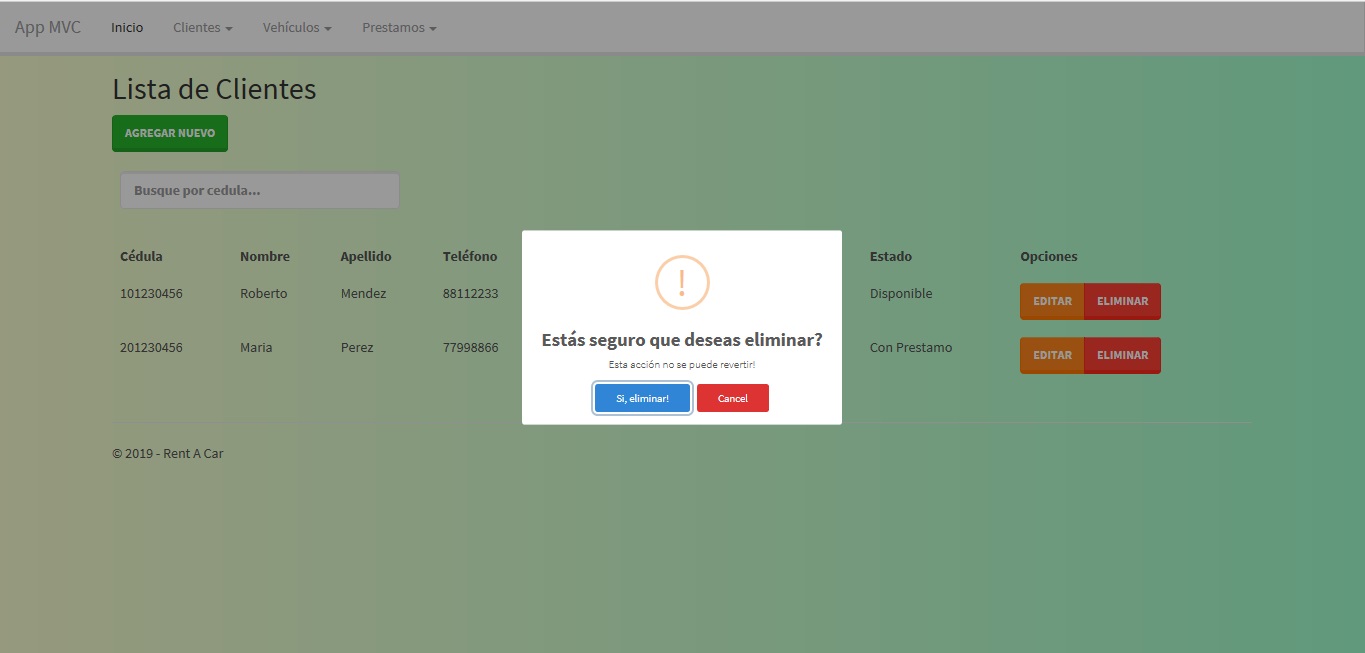 App MVC Inicio Clientes Vehículos Prestamos
Lista de Clientes
AGREGAR NUEVO
Busque por cedula...
Cédula Nombre Apellido Teléfono Estado Opciones
101230456 Roberto Mendez 88112233 Disponible EDITAR ELIMINAR
!
Estás seguro que deseas eliminar?
201230456 Maria Perez 77998866 Con Prestamo EDITAR ELIMINAR
Esta acción no se puede revertir!
Si, eliminar! Cancel
© 2019 - Rent A Car